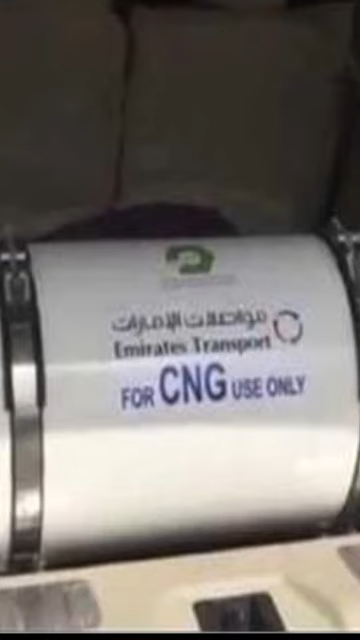 مواصلات الإمارات
Emirates Transport
FOR CNG USE ONLY